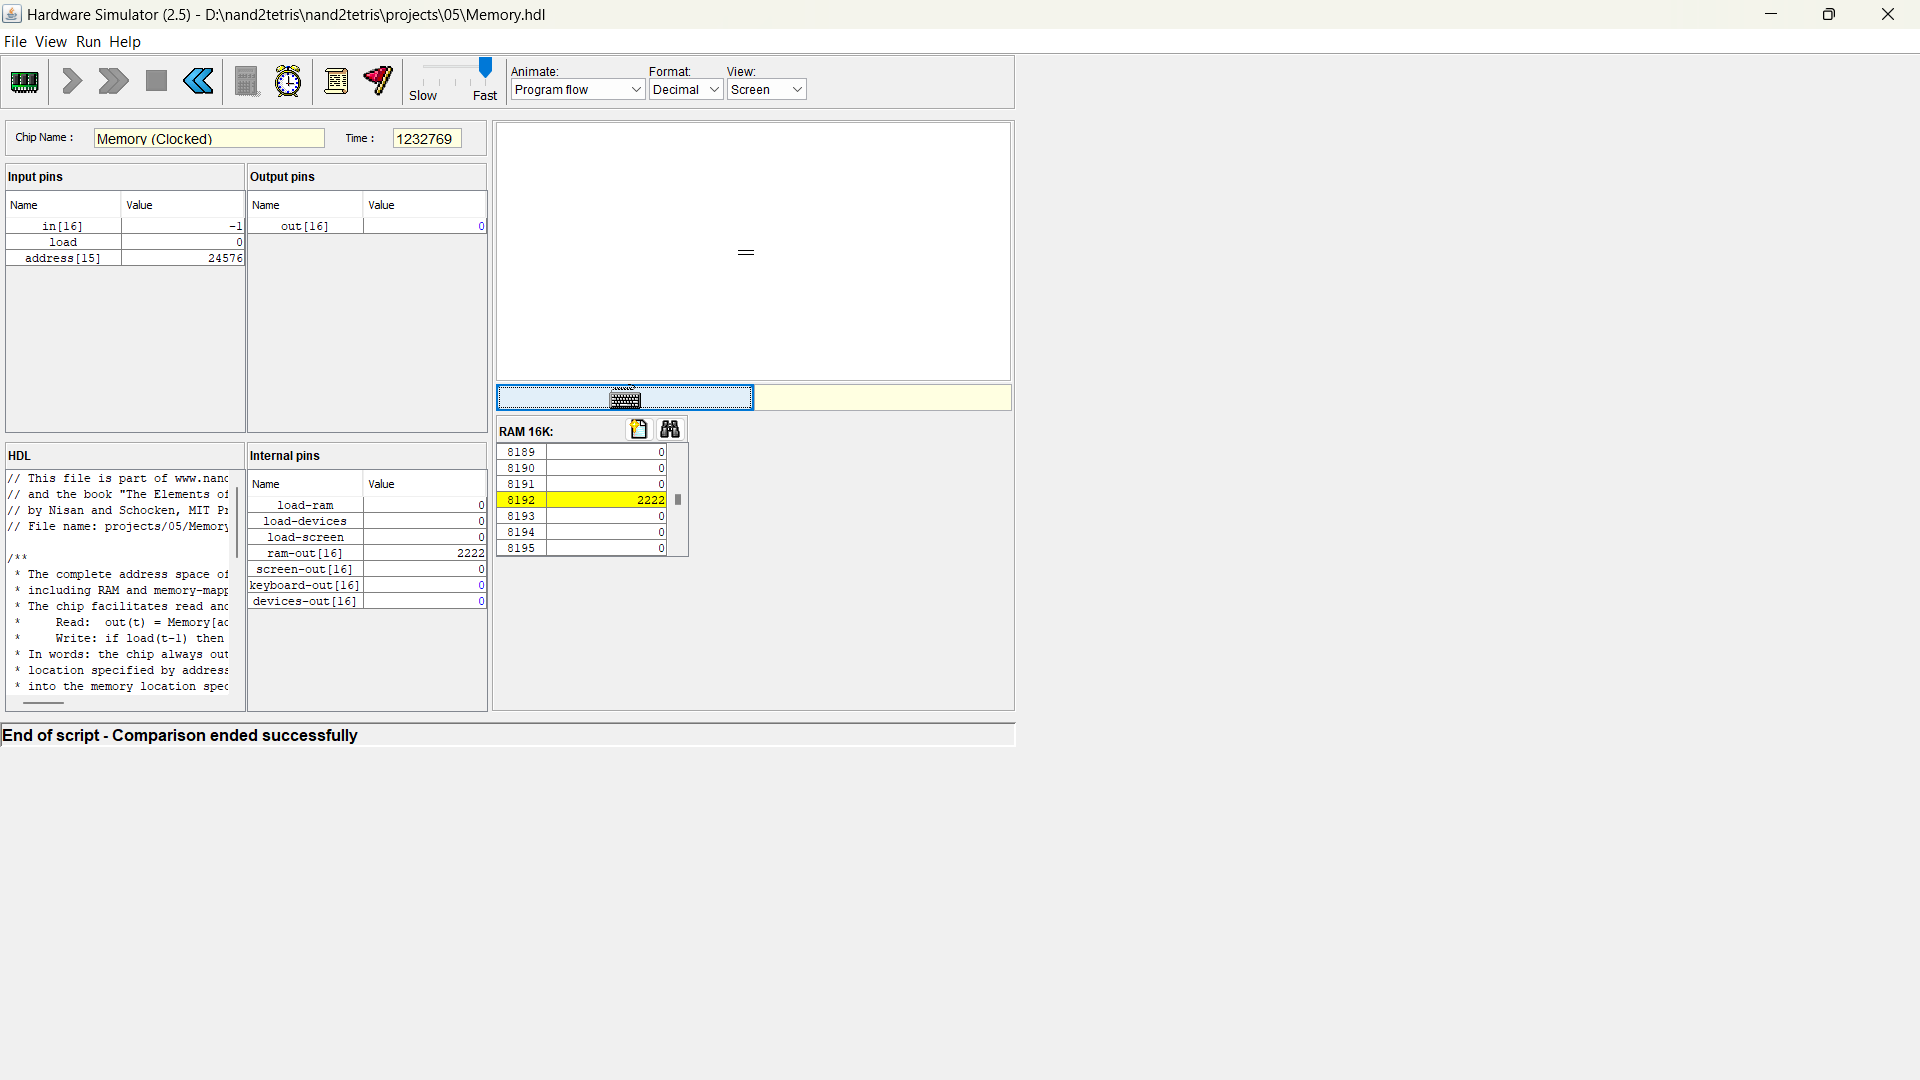 Hardware Simulator (2.5) - D:\nand2tetris\nand2tetris\projects\05\Memory.hdl
File View Run Help
Slow Fast
Animate:
Program flow
Format:
Decimal
View:
Screen
Chip Name :
Memory (Clocked)
Time :
1232769
Input pins
Name Value
in[16] -1
load 0
address[15] 24576
Output pins
Name Value
out[16] 0
HDL
// This file is part of www.nand
// and the book "The Elements of
// by Nisan and Schocken, MIT Pr
// File name: projects/05/Memory
/**
* The complete address space of
* including RAM and memory-mapp
* The chip facilitates read and
* Read: out(t) = Memory[ad
* Write: if load(t-1) then
* In words: the chip always out
* location specified by address
* into the memory location spec
Internal pins
Name Value
load-ram 0
load-devices 0
load-screen 0
ram-out[16] 2222
screen-out[16] 0
keyboard-out[16] 0
devices-out[16] 0
RAM 16K:
8189 0
8190 0
8191 0
8192 2222
8193 0
8194 0
8195 0
End of script - Comparison ended successfully